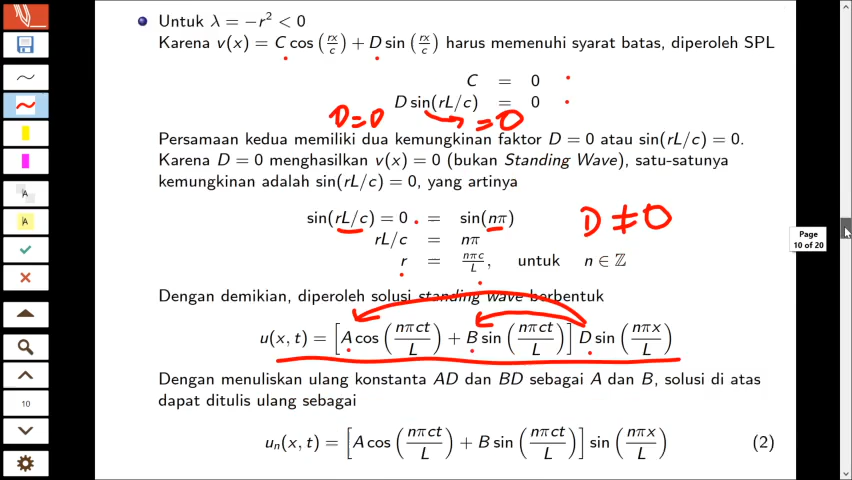 Untuk λ = −r² < 0
Karena v(x) = C cos (rx/c) + D sin (rx/c) harus memenuhi syarat batas, diperoleh SPL
C = 0
D sin(rL/c) = 0
D=0 =0
Persamaan kedua memiliki dua kemungkinan faktor D = 0 atau sin(rL/c) = 0.
Karena D = 0 menghasilkan v(x) = 0 (bukan Standing Wave), satu-satunya
kemungkinan adalah sin(rL/c) = 0, yang artinya
sin(rL/c) = 0 = sin(nπ) D ≠ 0
rL/c = nπ
r = nπc/L, untuk n ∈ ℤ
Dengan demikian, diperoleh solusi standing wave berbentuk
u(x, t) = [A cos (nπct/L) + B sin (nπct/L)] D sin (nπx/L)
Dengan menuliskan ulang konstanta AD dan BD sebagai A dan B, solusi di atas
dapat ditulis ulang sebagai
uₙ(x, t) = [A cos (nπct/L) + B sin (nπct/L)] sin (nπx/L) (2)
Page
10 of 20
A
A
10